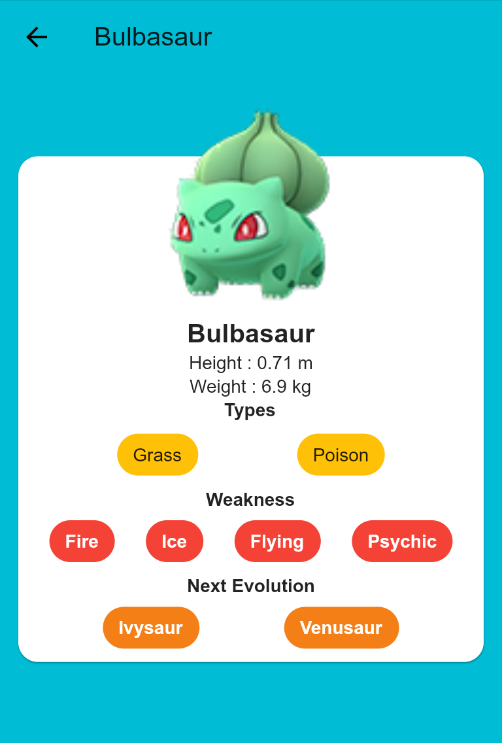 Bulbasaur
Bulbasaur
Height : 0.71 m
Weight : 6.9 kg
Types
Grass Poison
Weakness
Fire Ice Flying Psychic
Next Evolution
Ivysaur Venusaur